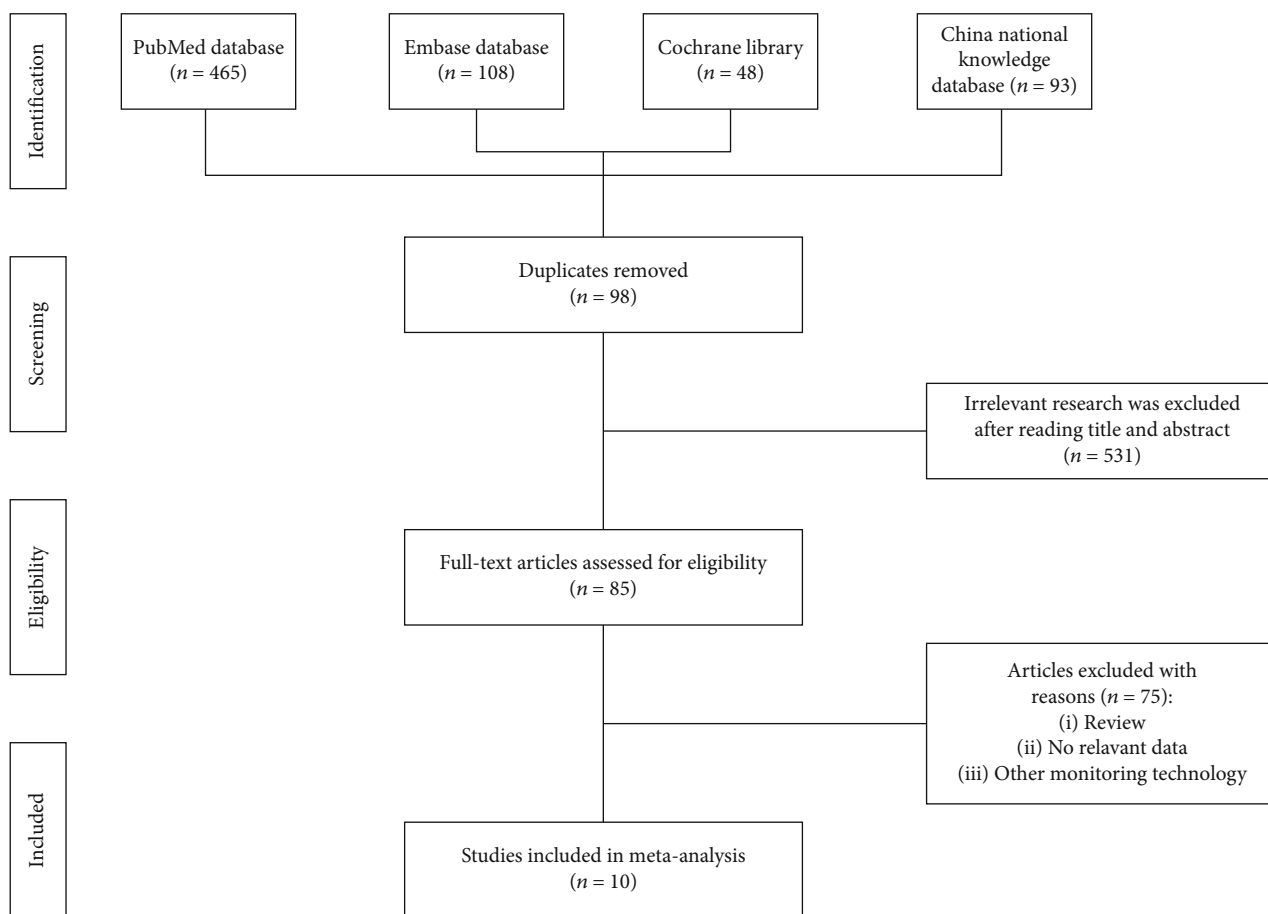 Identification
PubMed database
(n = 465)
Embase database
(n = 108)
Cochrane library
(n = 48)
China national
knowledge
database (n = 93)
Screening
Duplicates removed
(n = 98)
Irrelevant research was excluded
after reading title and abstract
(n = 531)
Eligibility
Full-text articles assessed for eligibility
(n = 85)
Articles excluded with
reasons (n = 75):
(i) Review
(ii) No relevant data
(iii) Other monitoring technology
Included
Studies included in meta-analysis
(n = 10)